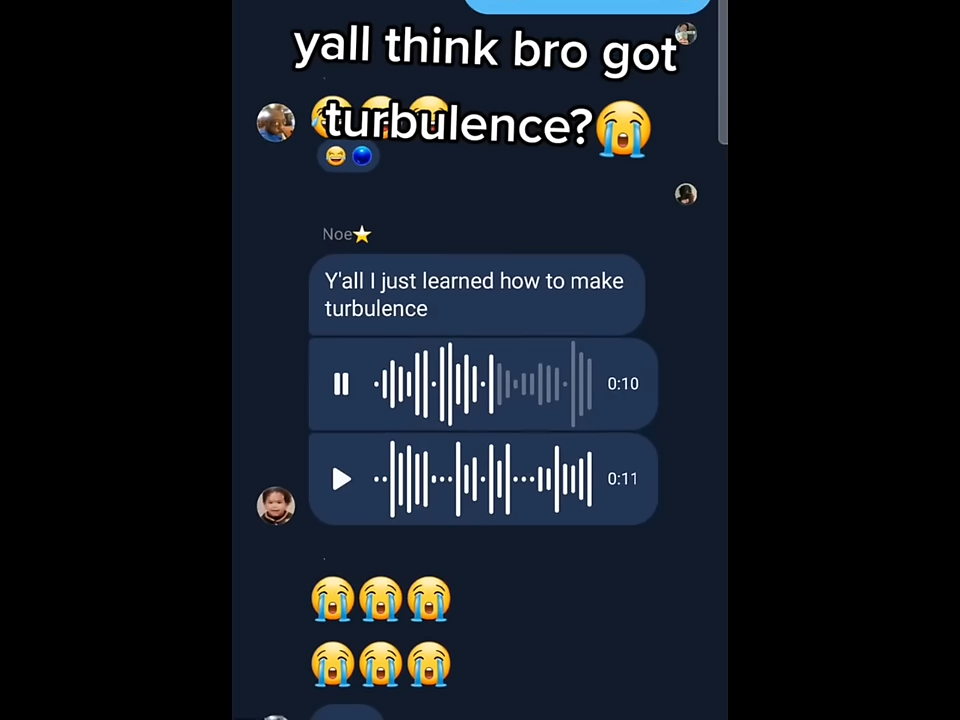 yall think bro got
turbulence?😭
Noe⭐
Y'all I just learned how to make
turbulence
0:10
0:11